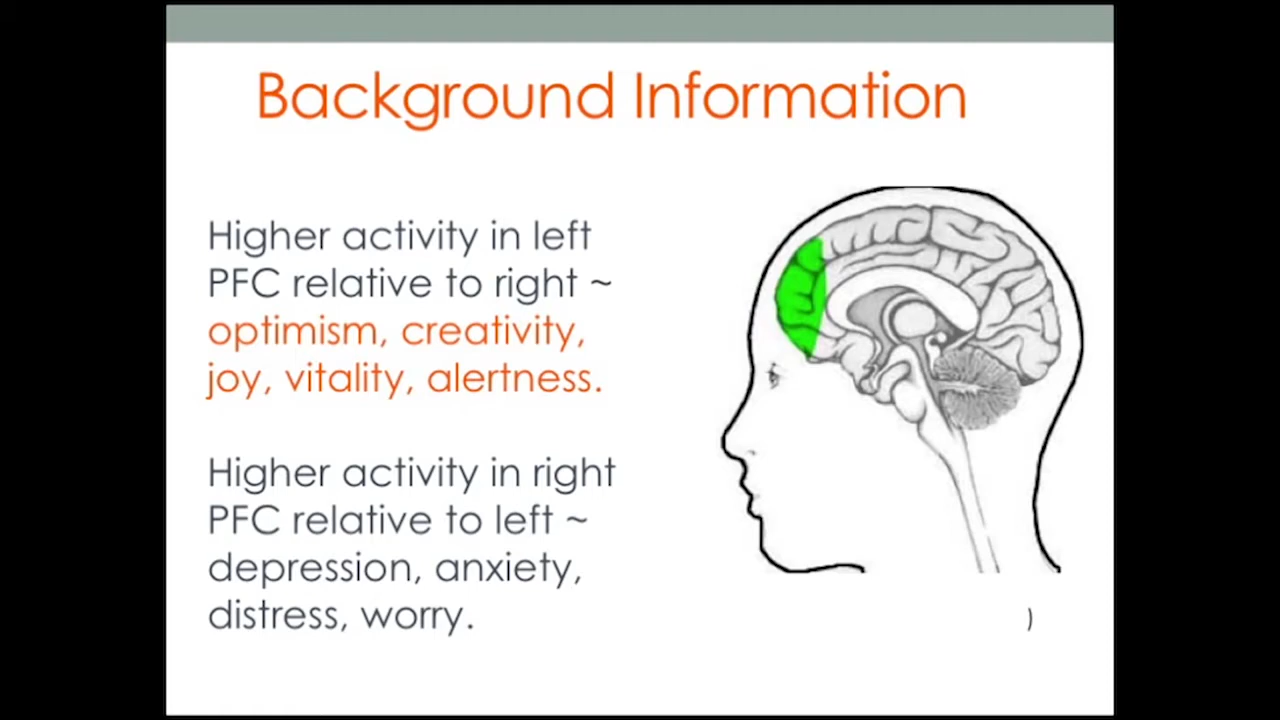 Background Information
Higher activity in left
PFC relative to right ~
optimism, creativity,
joy, vitality, alertness.
Higher activity in right
PFC relative to left ~
depression, anxiety,
distress, worry.
)